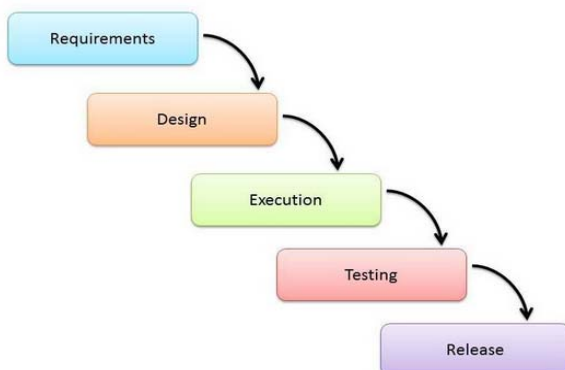 Requirements
Design
Execution
Testing
Release